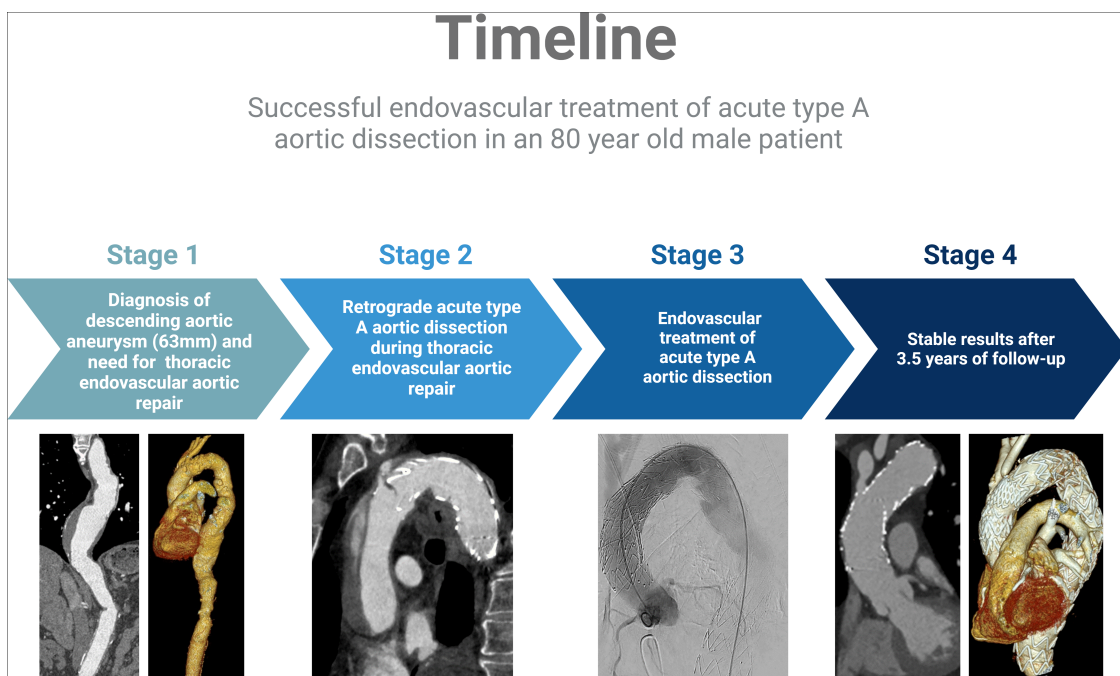 Timeline
Successful endovascular treatment of acute type A
aortic dissection in an 80 year old male patient
Stage 1
Diagnosis of
descending aortic
aneurysm (63mm) and
need for thoracic
endovascular aortic
repair
Stage 2
Retrograde acute type
A aortic dissection
during thoracic
endovascular aortic
repair
Stage 3
Endovascular
treatment of
acute type A
aortic dissection
Stage 4
Stable results after
3.5 years of follow-up